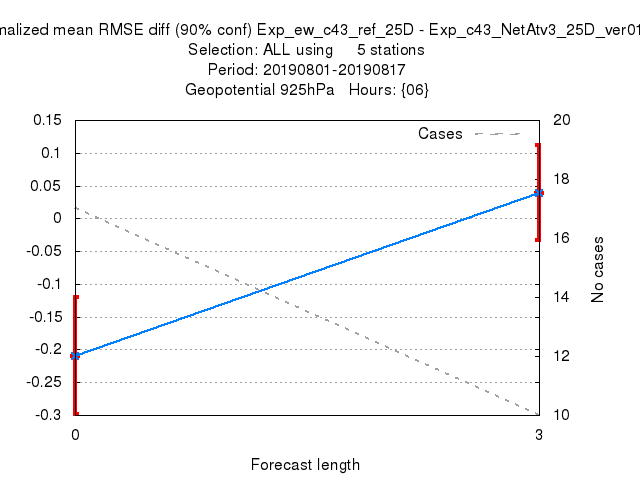 malized mean RMSE diff (90% conf) Exp_ew_c43_ref_25D - Exp_c43_NetAtv3_25D_ver01
Selection: ALL using 5 stations
Period: 20190801-20190817
Geopotential 925hPa Hours: {06}
Cases
0.15
0.1
0.05
0
-0.05
-0.1
-0.15
-0.2
-0.25
-0.3
20
18
16
14
12
10
No cases
0
3
Forecast length